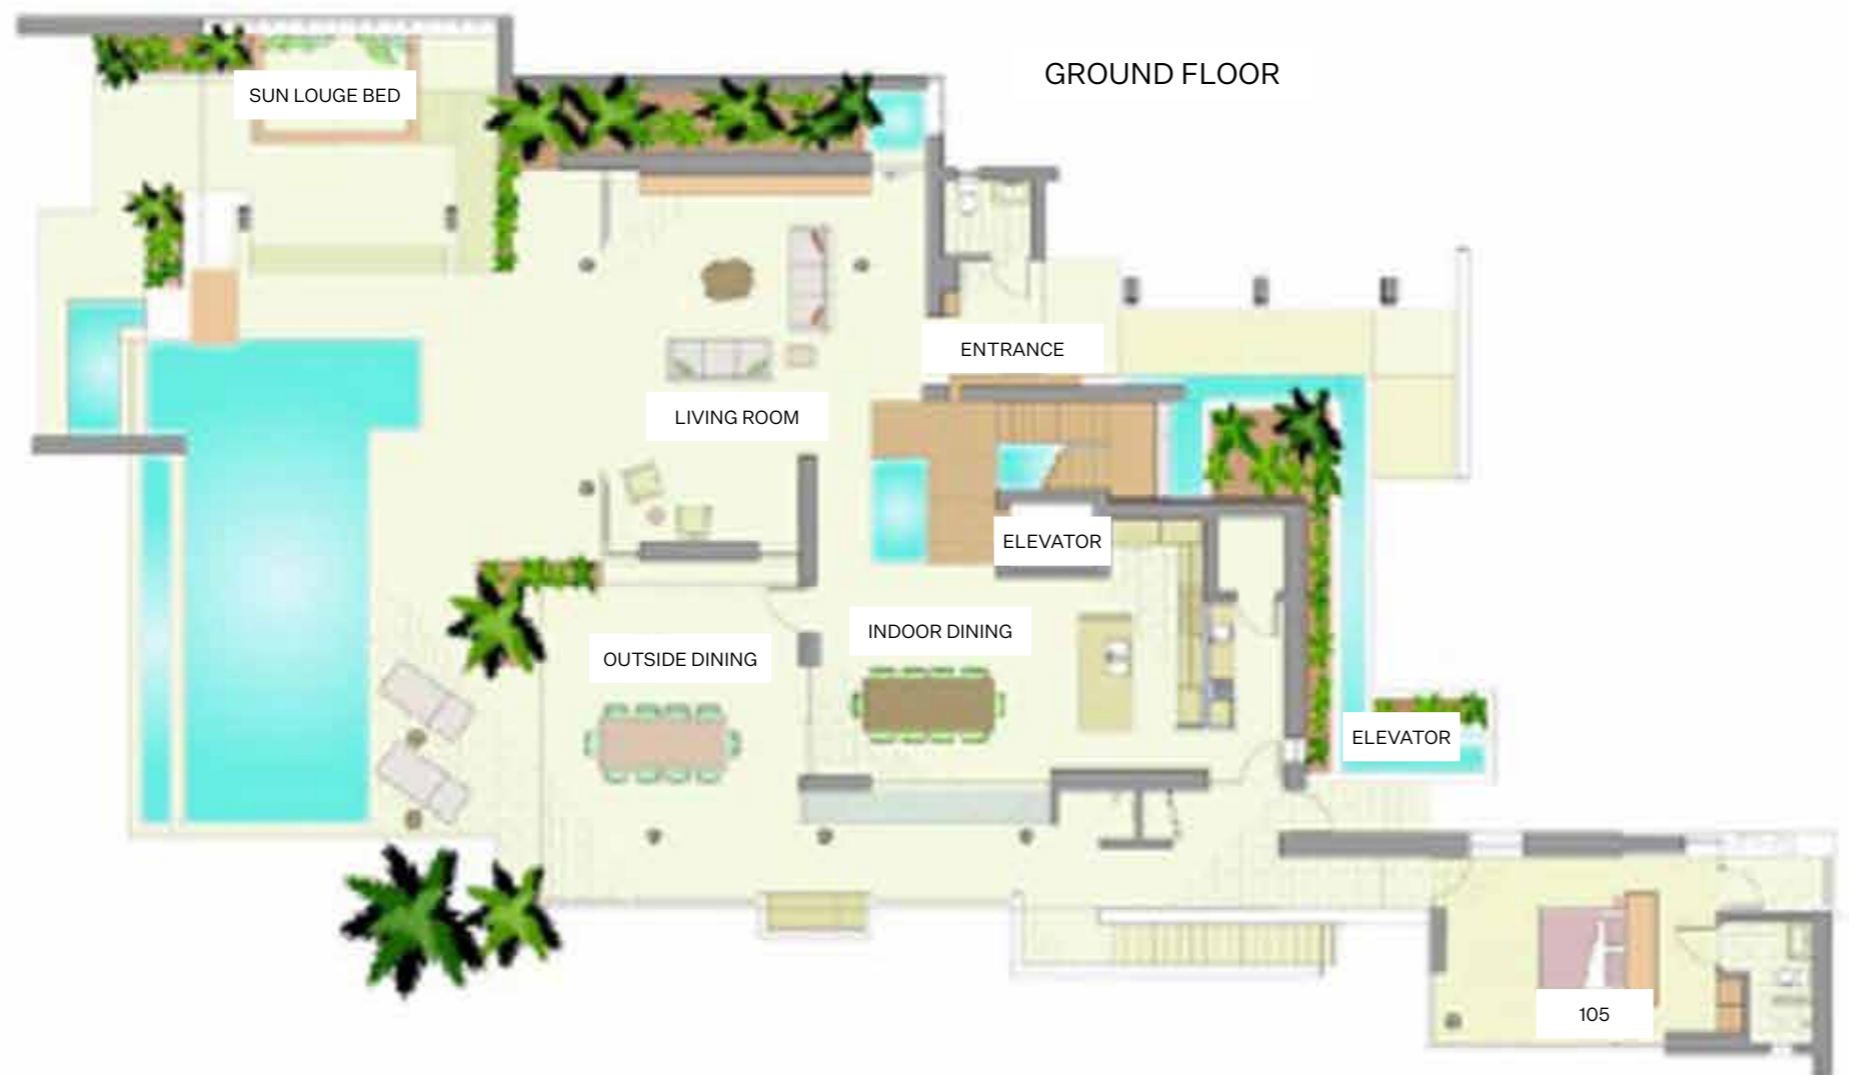 GROUND FLOOR
SUN LOUGE BED
ENTRANCE
LIVING ROOM
ELEVATOR
INDOOR DINING
OUTSIDE DINING
ELEVATOR
105